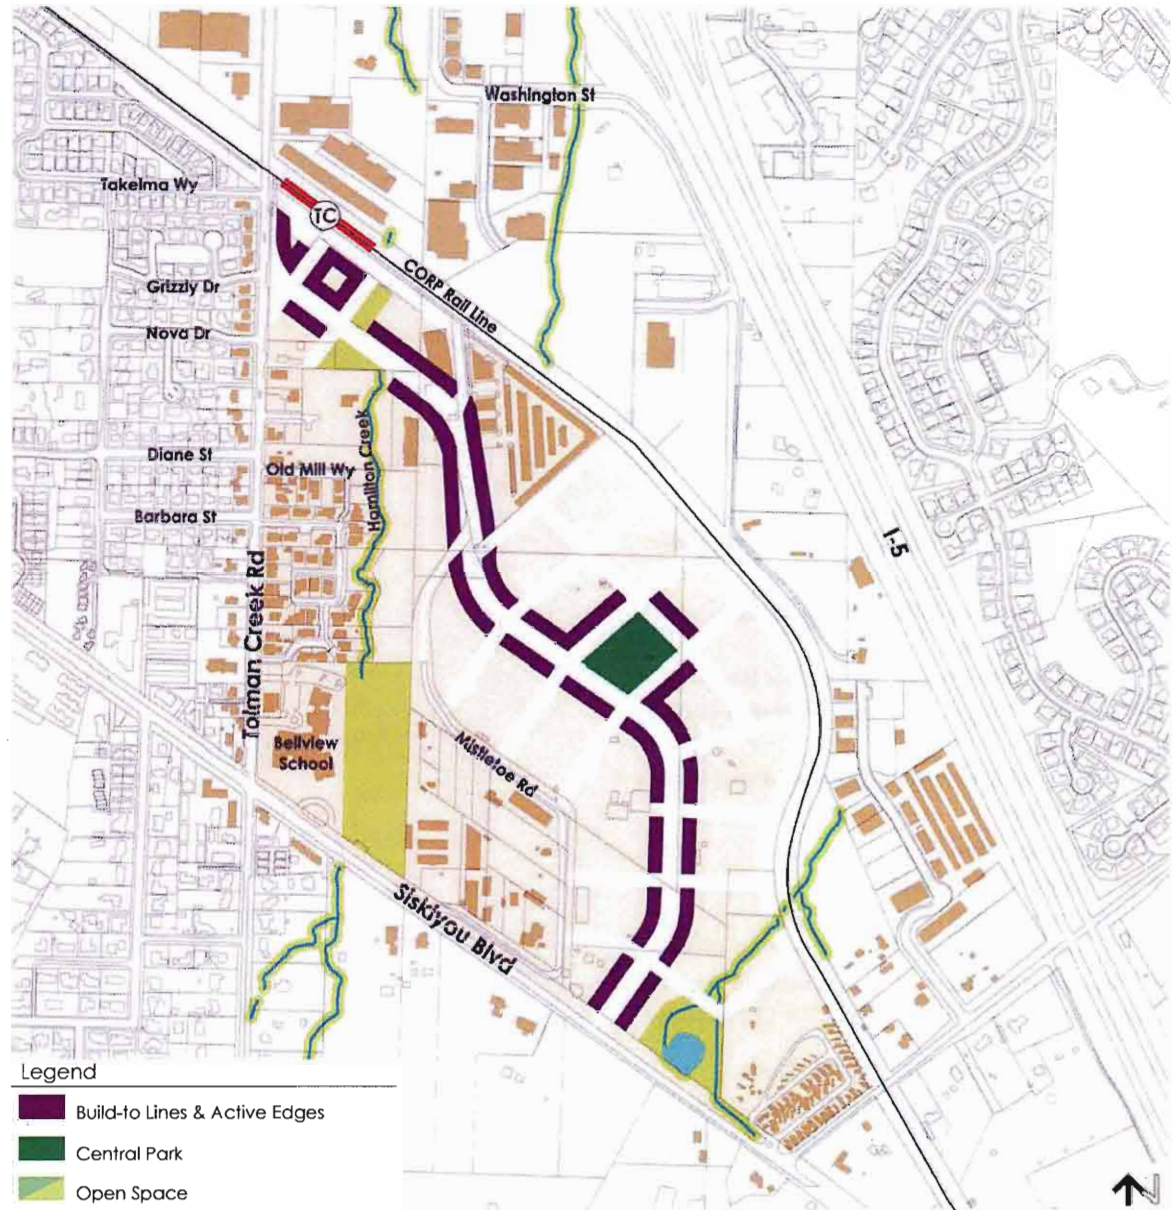 Washington St
Takelma Wy
TC
CORP Rail Line
Grizzly Dr
Nova Dr
Hamilton Creek
Diane St
Old Mill Wy
Barbara St
I-5
Tolman Creek Rd
Bellview
School
Mistletoe Rd
Siskiyou Blvd
Legend
Build-to Lines & Active Edges
Central Park
Open Space
N